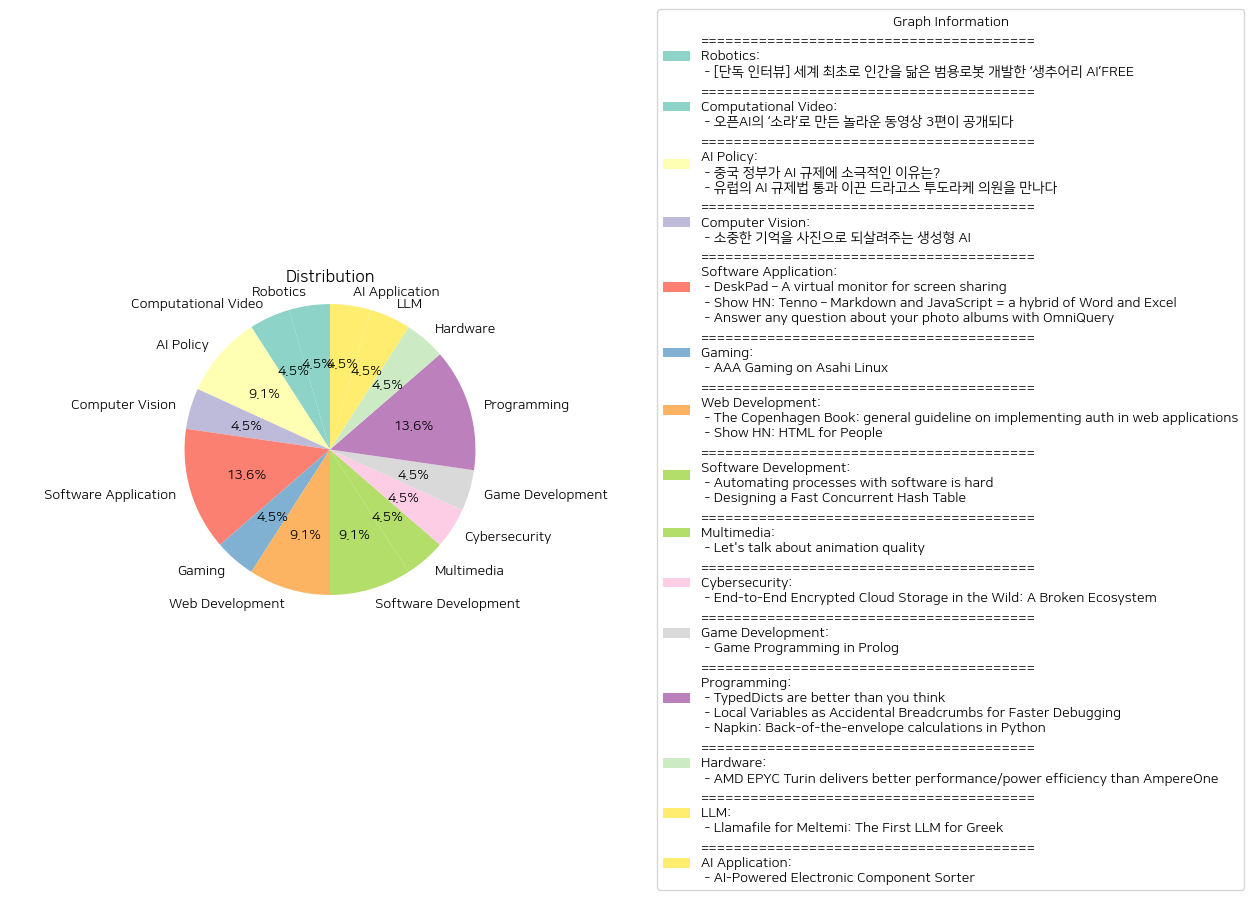 Distribution
Robotics
AI Application
Computational Video
LLM
Hardware
AI Policy
4.5%
4.5%
4.5%
4.5%
4.5%
9.1%
Computer Vision
Programming
4.5%
13.6%
13.6%
4.5%
Software Application
Game Development
4.5%
4.5%
4.5%
9.1%
9.1%
Cybersecurity
Gaming
Multimedia
Web Development
Software Development
Graph Information
========================================
Robotics:
- [단독 인터뷰] 세계 최초로 인간을 닮은 범용로봇 개발한 ‘생추어리 AI’FREE
========================================
Computational Video:
- 오픈AI의 ‘소라’로 만든 놀라운 동영상 3편이 공개되다
========================================
AI Policy:
- 중국 정부가 AI 규제에 소극적인 이유는?
- 유럽의 AI 규제법 통과 이끈 드라고스 투도라케 의원을 만나다
========================================
Computer Vision:
- 소중한 기억을 사진으로 되살려주는 생성형 AI
========================================
Software Application:
- DeskPad – A virtual monitor for screen sharing
- Show HN: Tenno – Markdown and JavaScript = a hybrid of Word and Excel
- Answer any question about your photo albums with OmniQuery
========================================
Gaming:
- AAA Gaming on Asahi Linux
========================================
Web Development:
- The Copenhagen Book: general guideline on implementing auth in web applications
- Show HN: HTML for People
========================================
Software Development:
- Automating processes with software is hard
- Designing a Fast Concurrent Hash Table
========================================
Multimedia:
- Let's talk about animation quality
========================================
Cybersecurity:
- End-to-End Encrypted Cloud Storage in the Wild: A Broken Ecosystem
========================================
Game Development:
- Game Programming in Prolog
========================================
Programming:
- TypedDicts are better than you think
- Local Variables as Accidental Breadcrumbs for Faster Debugging
- Napkin: Back-of-the-envelope calculations in Python
========================================
Hardware:
- AMD EPYC Turin delivers better performance/power efficiency than AmpereOne
========================================
LLM:
- Llamafile for Meltemi: The First LLM for Greek
========================================
AI Application:
- AI-Powered Electronic Component Sorter